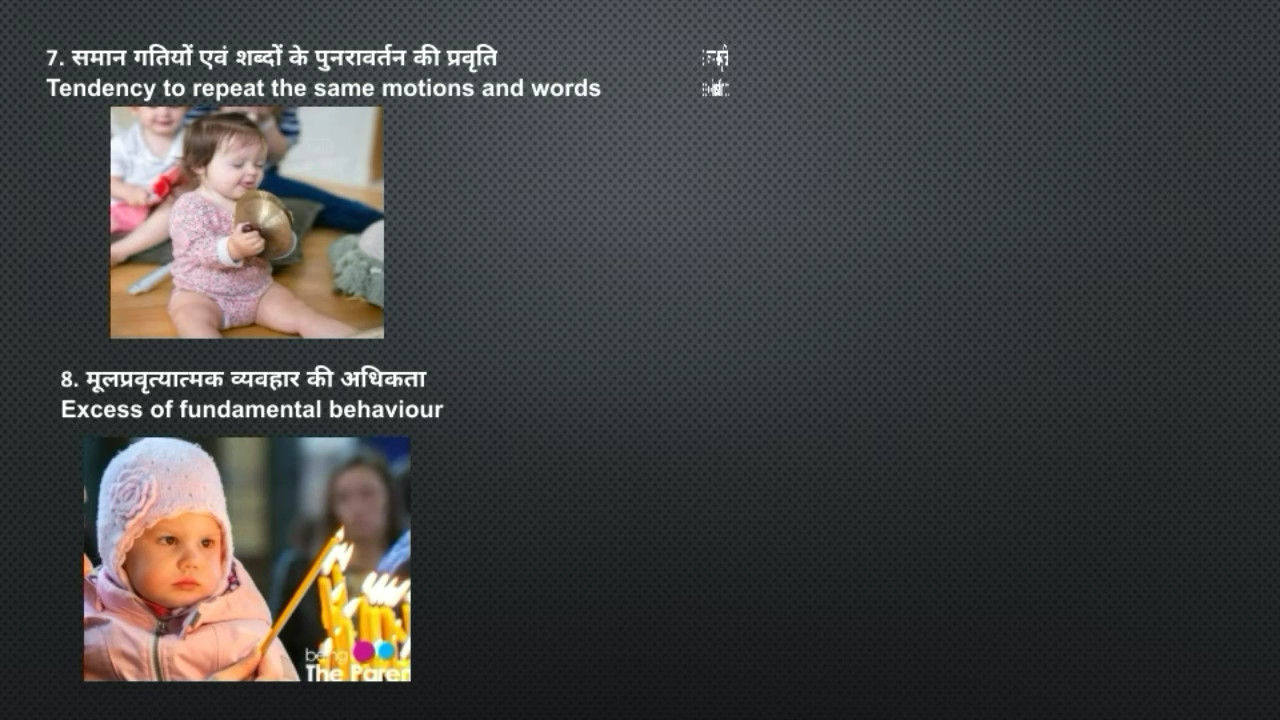 7. समान गतियों एवं शब्दों के पुनरावर्तन की प्रवृति
Tendency to repeat the same motions and words
8. मूलप्रवृत्यात्मक व्यवहार की अधिकता
Excess of fundamental behaviour
being
The Paren